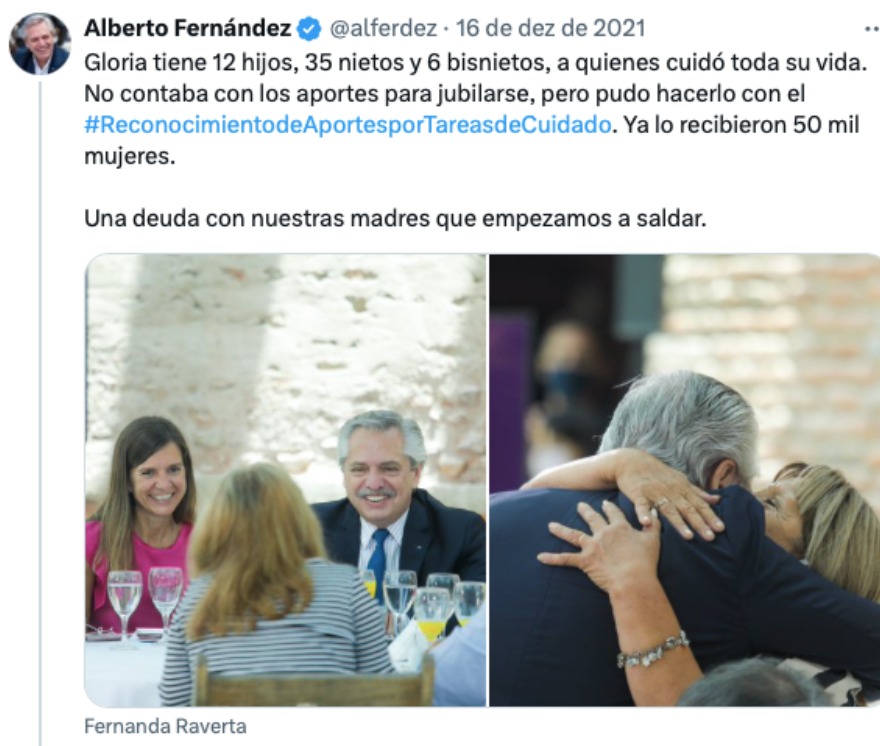 Alberto Fernández @alferdez · 16 de dez de 2021
Gloria tiene 12 hijos, 35 nietos y 6 bisnietos, a quienes cuidó toda su vida.
No contaba con los aportes para jubilarse, pero pudo hacerlo con el
#ReconocimientodeAportesporTareasdeCuidado. Ya lo recibieron 50 mil
mujeres.
Una deuda con nuestras madres que empezamos a saldar.
Fernanda Raverta